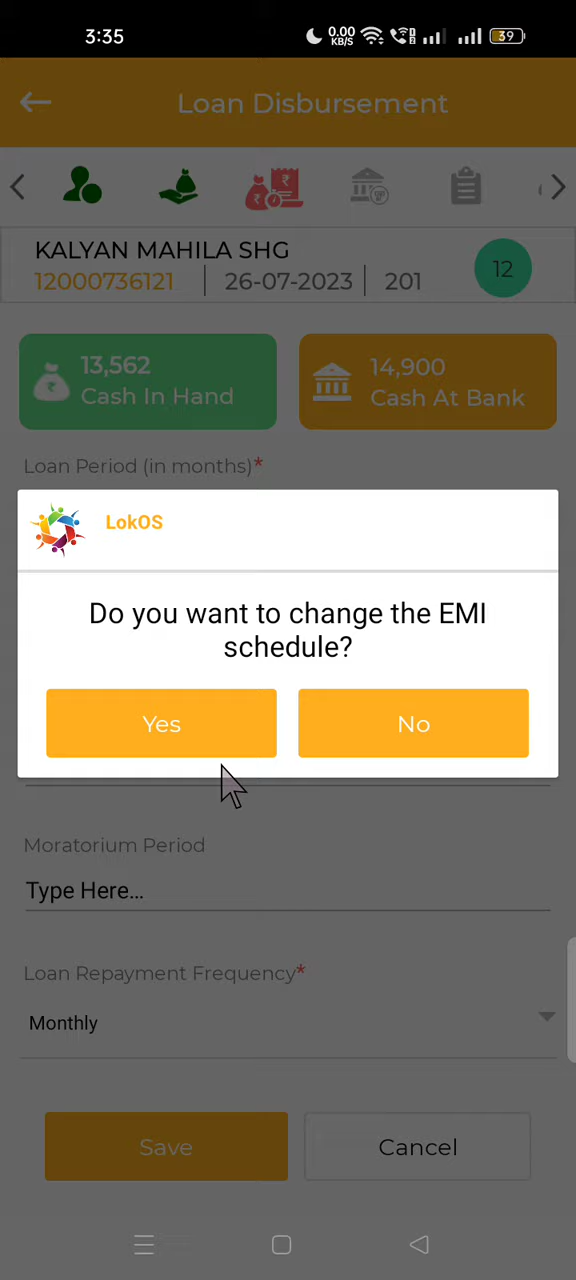 3:35
0.00
KB/S
39
Loan Disbursement
KALYAN MAHILA SHG
12000736121
26-07-2023
201
12
13,562
Cash In Hand
14,900
Cash At Bank
Loan Period (in months)*
LokOS
Do you want to change the EMI
schedule?
Yes
No
Moratorium Period
Type Here...
Loan Repayment Frequency*
Monthly
Save
Cancel